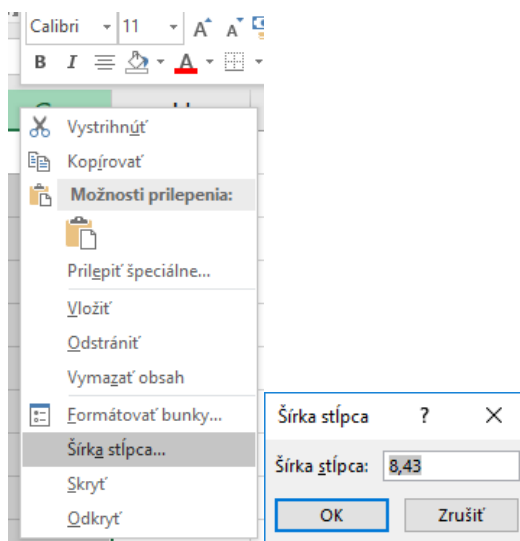 Calibri 11 A A
B I A
Vystrihnúť
Kopírovať
Možnosti prilepenia:
Prilepiť špeciálne...
Vložiť
Odstrániť
Vymazať obsah
Formátovať bunky...
Šírka stĺpca...
Skryť
Odkryť
Šírka stĺpca ?
Šírka stĺpca: 8,43
OK Zrušiť